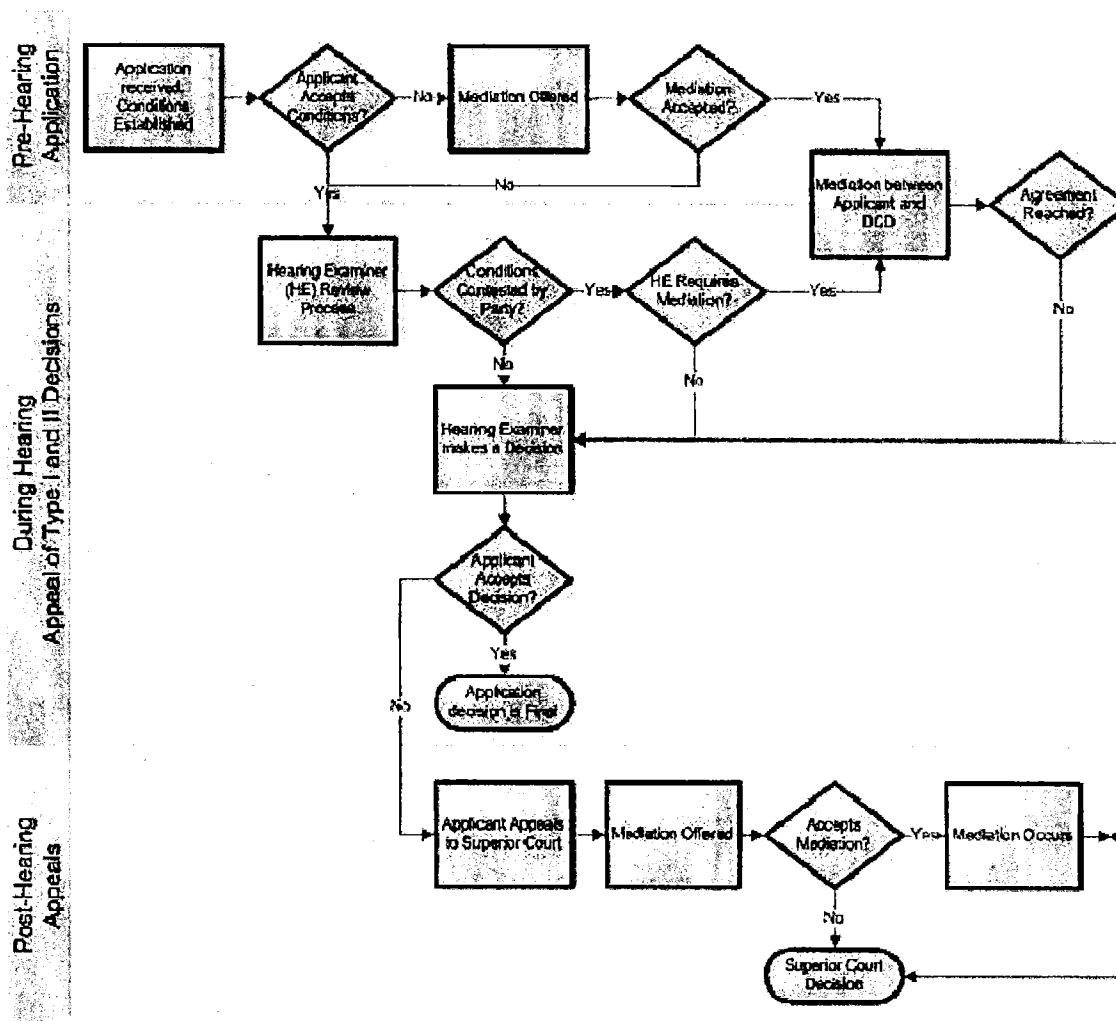 Pre-Hearing
Application
Application
received.
Conditions
Established
Applicant
Accepts
Conditions?
No
Mediation Offered
Mediation
Accepted?
Yes
No
Yes
Mediation between
Applicant and
DCD
Agreement
Reached?
No
During Hearing
Appeal of Type I and II Decisions
Hearing Examiner
(HE) Review
Process
Conditions
Contested by
Party?
Yes
HE Requires
Mediation?
Yes
No
No
Hearing Examiner
makes a Decision
Applicant
Accepts
Decision?
Yes
Application
decision is Final
No
Post-Hearing
Appeals
Applicant Appeals
to Superior Court
Mediation Offered
Accepts
Mediation?
Yes
Mediation Occurs
No
Superior Court
Decision